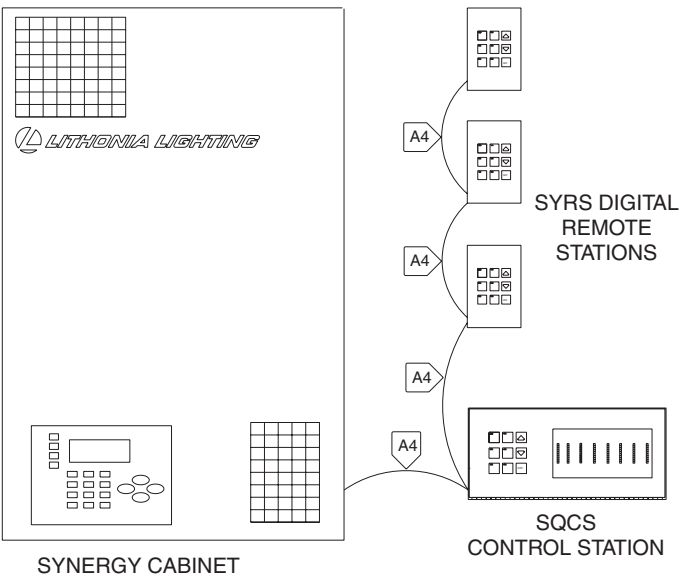 LITHONIA LIGHTING
A4
A4
SYRS DIGITAL
REMOTE
STATIONS
A4
A4
SQCS
CONTROL STATION
SYNERGY CABINET